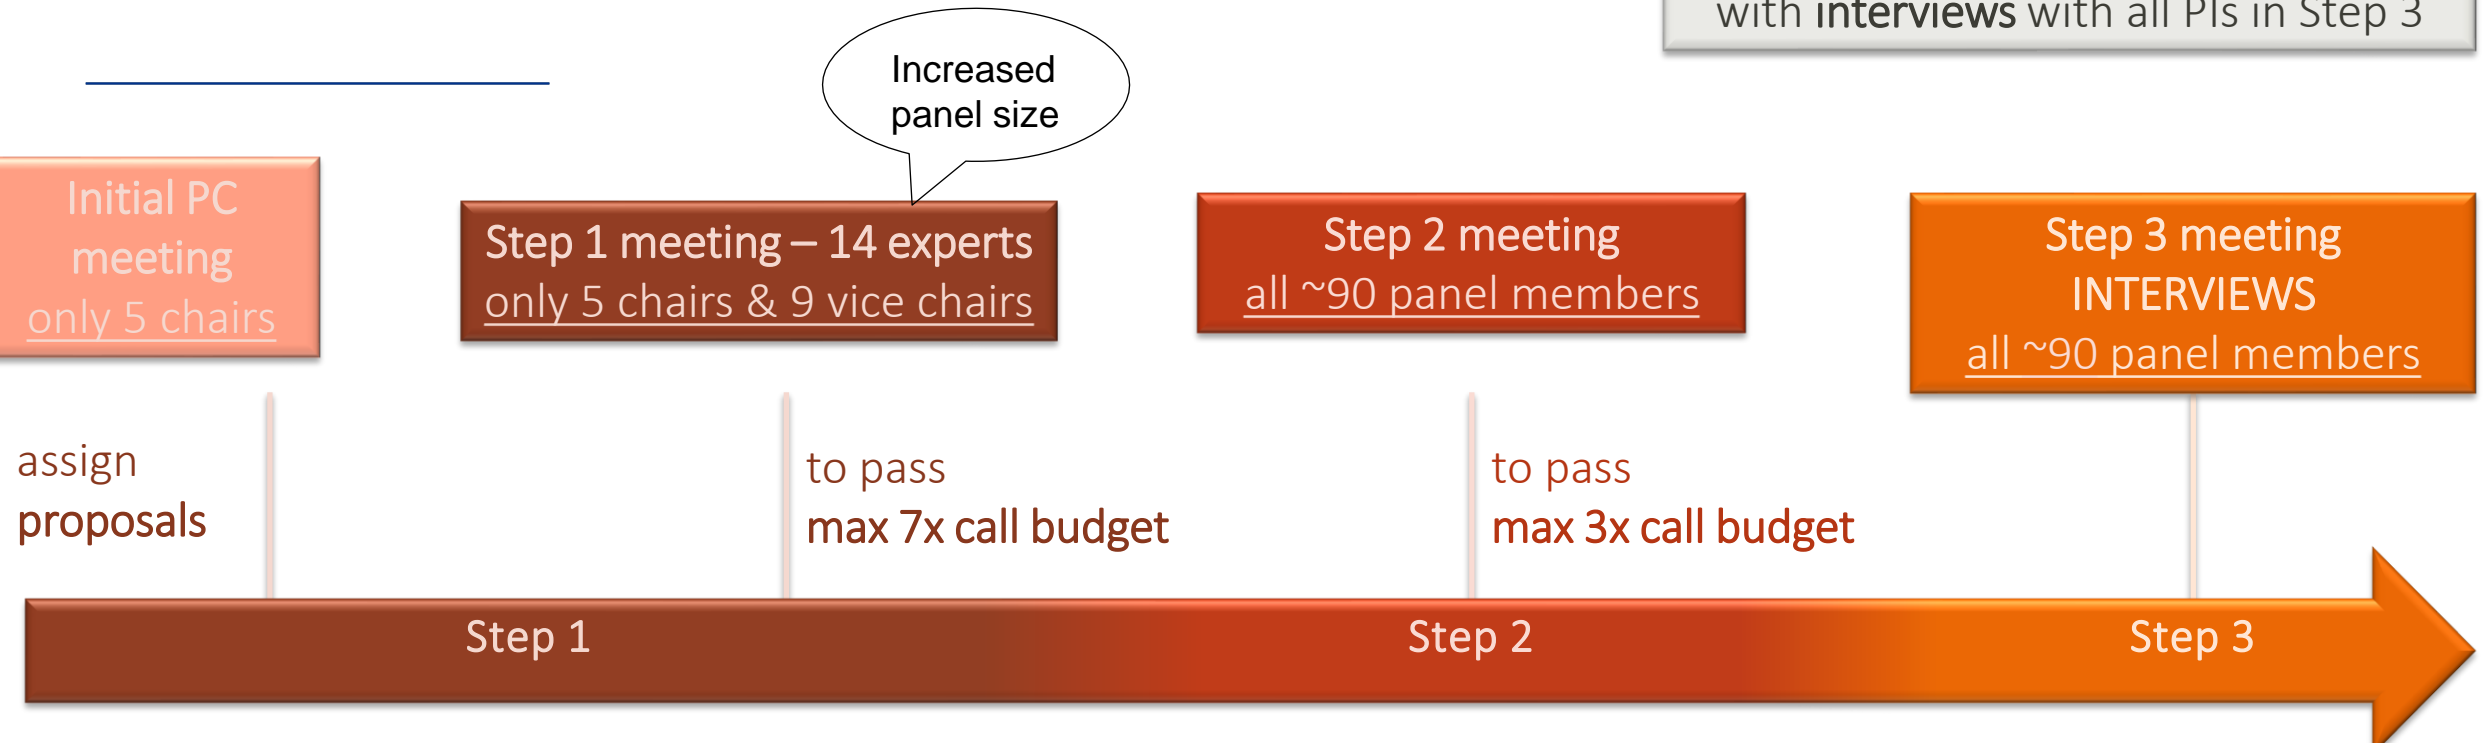 with interviews with all PIs in Step 3
Increased
panel size
Initial PC
meeting
only 5 chairs
Step 1 meeting – 14 experts
only 5 chairs & 9 vice chairs
Step 2 meeting
all ~90 panel members
Step 3 meeting
INTERVIEWS
all ~90 panel members
assign
proposals
to pass
max 7x call budget
to pass
max 3x call budget
Step 1
Step 2
Step 3